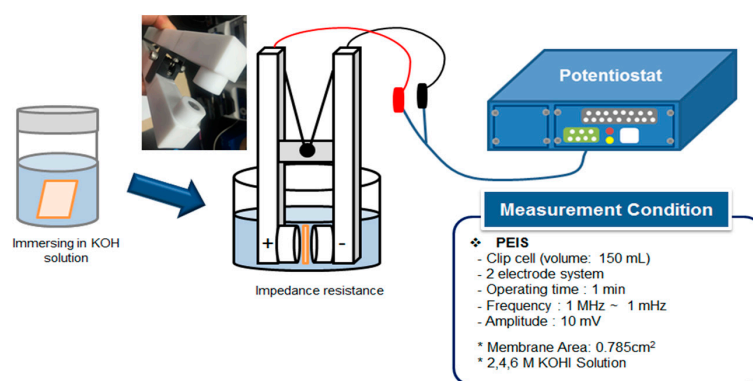 Potentiostat
Immersing in KOH
solution
+
-
Impedance resistance
Measurement Condition
❖ PEIS
- Clip cell (volume: 150 mL)
- 2 electrode system
- Operating time : 1 min
- Frequency : 1 MHz ~ 1 mHz
- Amplitude : 10 mV
* Membrane Area: 0.785cm²
* 2,4,6 M KOHI Solution